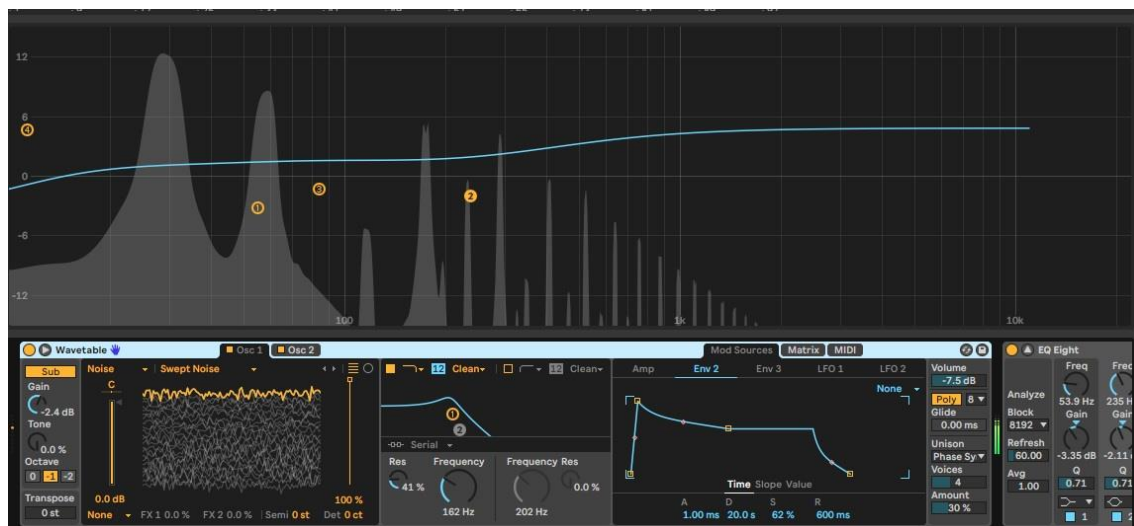 12
6
4
0
3
1
2
-6
-12
100
1k
10k
Wavetable
Osc 1
Osc 2
Mod Sources
Matrix
MIDI
EQ Eight
Sub
Gain
-2.4 dB
Tone
0.0 %
Octave
0 -1 -2
Transpose
0 st
Noise
Swept Noise
C
0.0 dB
100 %
None
FX 1 0.0 %
FX 2 0.0 %
Semi 0 st
Det 0 ct
12
Clean
12
Clean
1
2
Serial
Res
41 %
Frequency
162 Hz
Frequency
202 Hz
Res
0.0 %
Amp
Env 2
Env 3
LFO 1
LFO 2
None
Time Slope Value
A D S R
1.00 ms 20.0 s 62 % 600 ms
Volume
-7.5 dB
Poly 8
Glide
0.00 ms
Unison
Phase Sy
Voices
4
Amount
30 %
Analyze
Block
8192
Refresh
60.00
Avg
1.00
Freq
53.9 Hz
Gain
-3.35 dB
Q
0.71
1
235 H
Gain
-2.11 d
Q
0.71
2